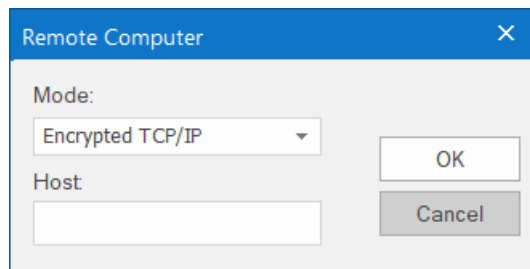 Remote Computer
Mode:
Encrypted TCP/IP
Host:
OK
Cancel